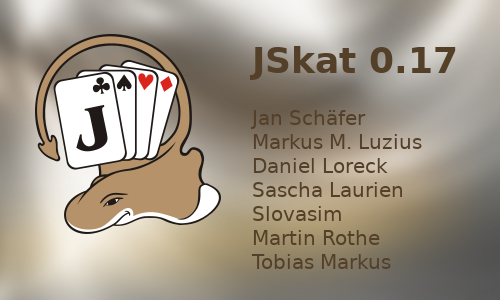 J
JSkat 0.17
Jan Schäfer
Markus M. Luzius
Daniel Loreck
Sascha Laurien
Slovasim
Martin Rothe
Tobias Markus